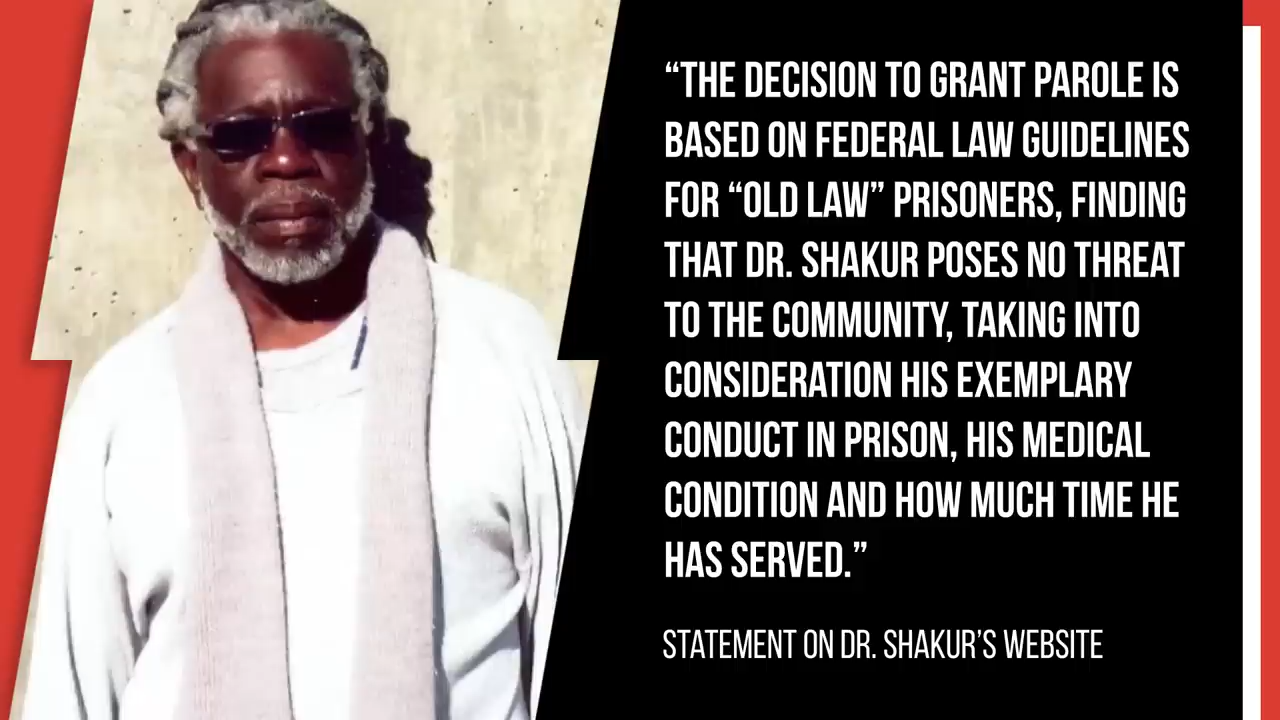 “THE DECISION TO GRANT PAROLE IS
BASED ON FEDERAL LAW GUIDELINES
FOR “OLD LAW” PRISONERS, FINDING
THAT DR. SHAKUR POSES NO THREAT
TO THE COMMUNITY, TAKING INTO
CONSIDERATION HIS EXEMPLARY
CONDUCT IN PRISON, HIS MEDICAL
CONDITION AND HOW MUCH TIME HE
HAS SERVED.”
STATEMENT ON DR. SHAKUR’S WEBSITE